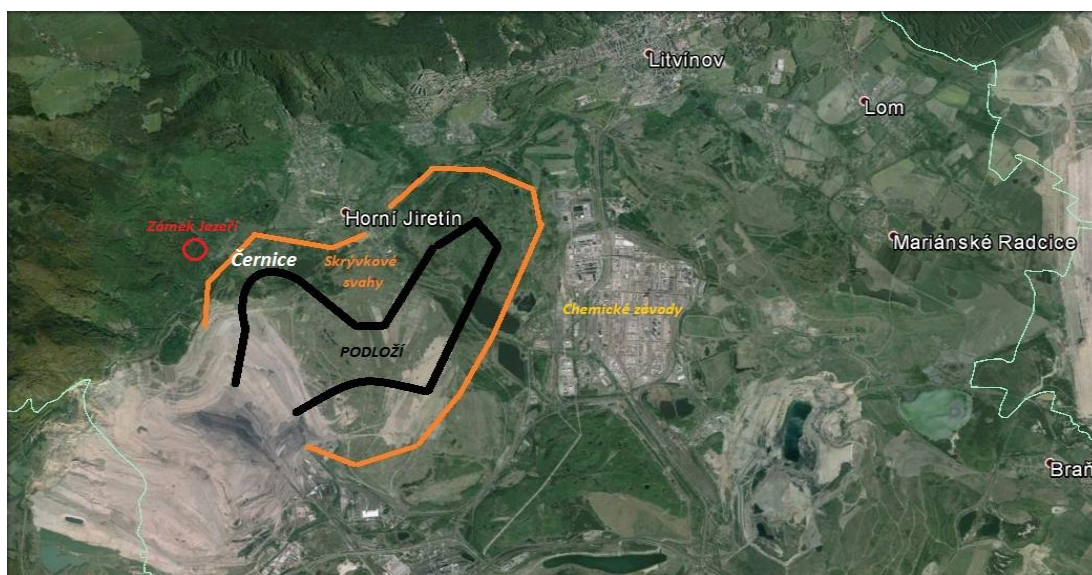 Litvínov
Lom
Horní Jiretín
Zámek Jezeří
Mariánské Radcice
Černice
Skrývkové
svahy
Chemické závody
PODLOŽÍ
Braň